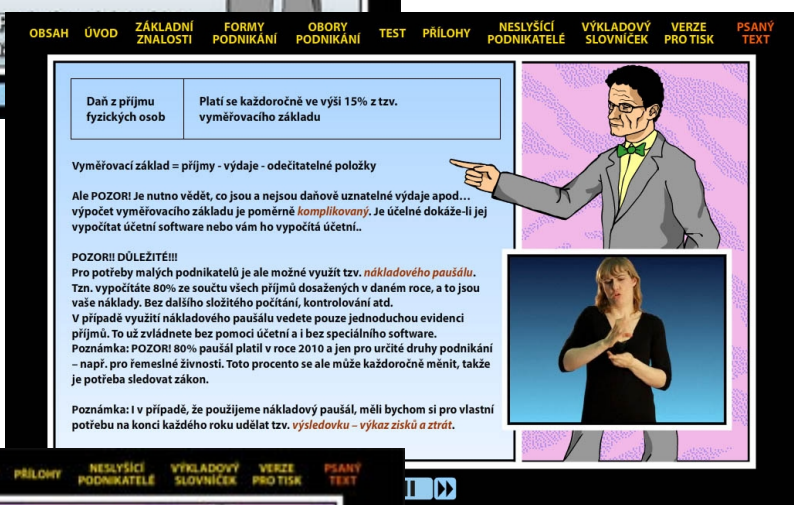 OBSAH ÚVOD ZÁKLADNÍ ZNALOSTI FORMY PODNIKÁNÍ OBORY PODNIKÁNÍ TEST PŘÍLOHY NESLYŠÍCÍ PODNIKATELÉ VÝKLADOVÝ SLOVNÍČEK VERZE PRO TISK PSANÝ TEXT
Daň z příjmu
fyzických osob
Platí se každoročně ve výši 15% z tzv.
vyměřovacího základu
Vyměřovací základ = příjmy - výdaje - odečitatelné položky
Ale POZOR! Je nutno vědět, co jsou a nejsou daňově uznatelné výdaje apod…
výpočet vyměřovacího základu je poměrně komplikovaný. Je účelné dokáže-li jej
vypočítat účetní software nebo vám ho vypočítá účetní..
POZOR!! DŮLEŽITÉ!!!
Pro potřeby malých podnikatelů je ale možné využít tzv. nákladového paušálu.
Tzn. vypočítáte 80% ze součtu všech příjmů dosažených v daném roce, a to jsou
vaše náklady. Bez dalšího složitého počítání, kontrolování atd.
V případě využití nákladového paušálu vedete pouze jednoduchou evidenci
příjmů. To už zvládnete bez pomoci účetní a i bez speciálního software.
Poznámka: POZOR! 80% paušál platil v roce 2010 a jen pro určité druhy podnikání
– např. pro řemeslné živnosti. Toto procento se ale může každoročně měnit, takže
je potřeba sledovat zákon.
Poznámka: I v případě, že použijeme nákladový paušál, měli bychom si pro vlastní
potřebu na konci každého roku udělat tzv. výsledovku – výkaz zisků a ztrát.
PŘÍLOHY NESLYŠÍCÍ PODNIKATELÉ VÝKLADOVÝ SLOVNÍČEK VERZE PRO TISK PSANÝ TEXT